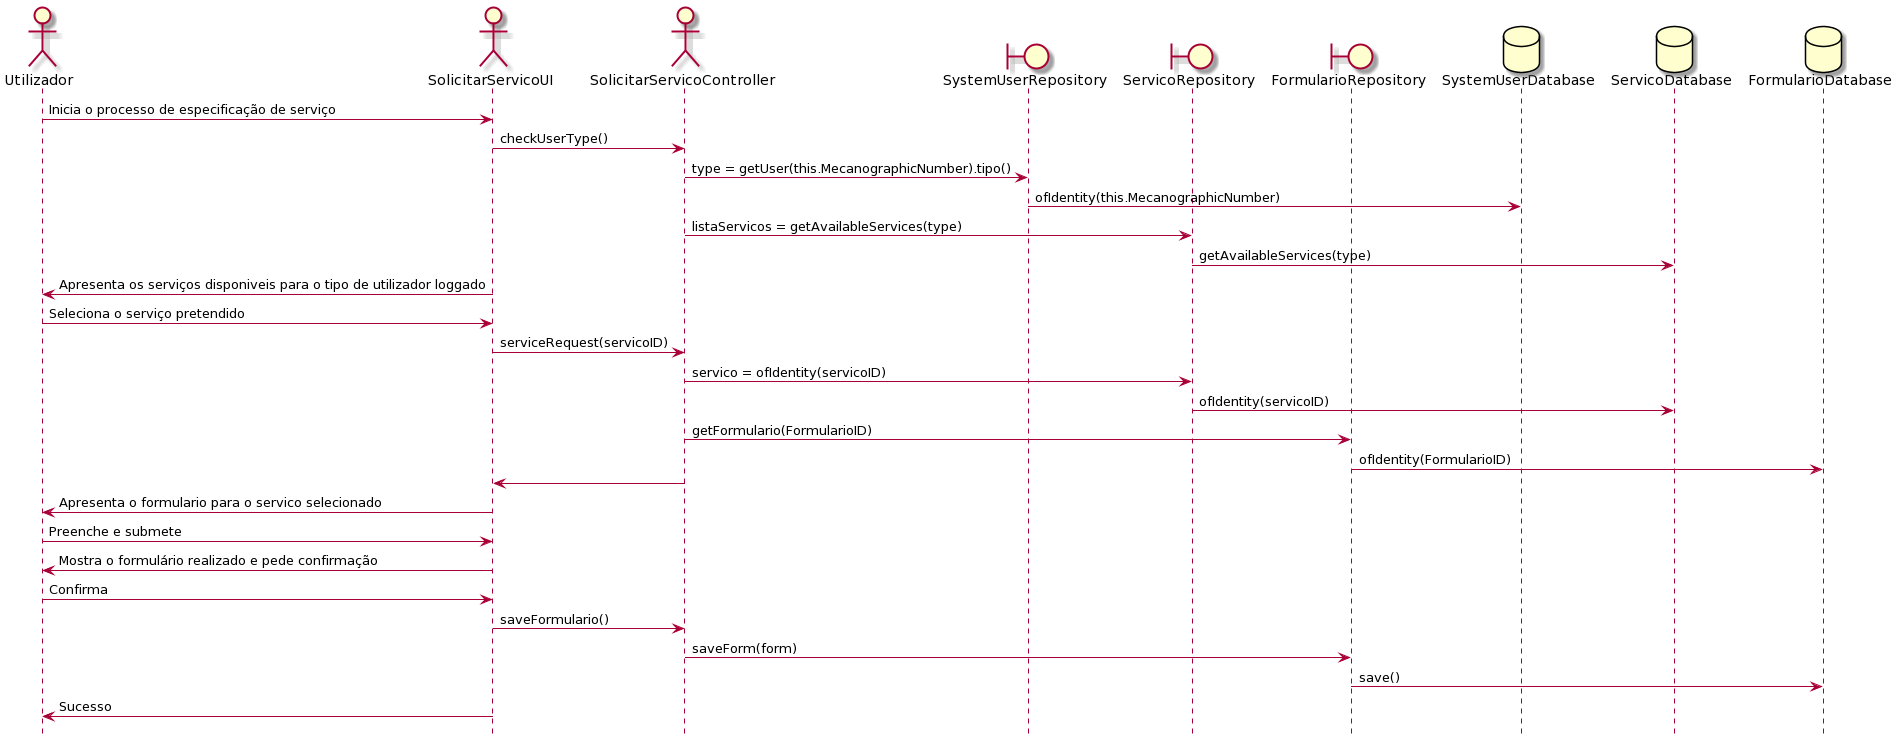 Utilizador
SolicitarServicoUI
SolicitarServicoController
SystemUserRepository
ServicoRepository
FormularioRepository
SystemUserDatabase
ServicoDatabase
FormularioDatabase
Inicia o processo de especificação de serviço
checkUserType()
type = getUser(this.MecanographicNumber).tipo()
ofIdentity(this.MecanographicNumber)
listaServicos = getAvailableServices(type)
getAvailableServices(type)
Apresenta os serviços disponiveis para o tipo de utilizador loggado
Seleciona o serviço pretendido
serviceRequest(servicoID)
servico = ofIdentity(servicoID)
ofIdentity(servicoID)
getFormulario(FormularioID)
ofIdentity(FormularioID)
Apresenta o formulario para o servico selecionado
Preenche e submete
Mostra o formulário realizado e pede confirmação
Confirma
saveFormulario()
saveForm(form)
save()
Sucesso